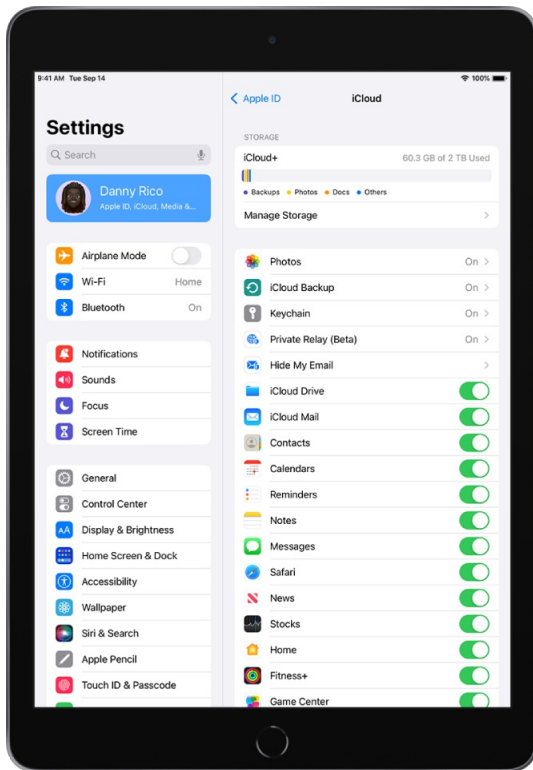 9:41 AM Tue Sep 14
100%
Settings
Search
Danny Rico
Apple ID, iCloud, Media &...
Airplane Mode
Wi-Fi Home
Bluetooth On
Notifications
Sounds
Focus
Screen Time
General
Control Center
AA Display & Brightness
Home Screen & Dock
Accessibility
Wallpaper
Siri & Search
Apple Pencil
Touch ID & Passcode
Apple ID iCloud
STORAGE
iCloud+ 60.3 GB of 2 TB Used
Backups Photos Docs Others
Manage Storage
Photos On
iCloud Backup On
Keychain On
Private Relay (Beta) On
Hide My Email
iCloud Drive
iCloud Mail
Contacts
Calendars
Reminders
Notes
Messages
Safari
News
Stocks
Home
Fitness+
Game Center